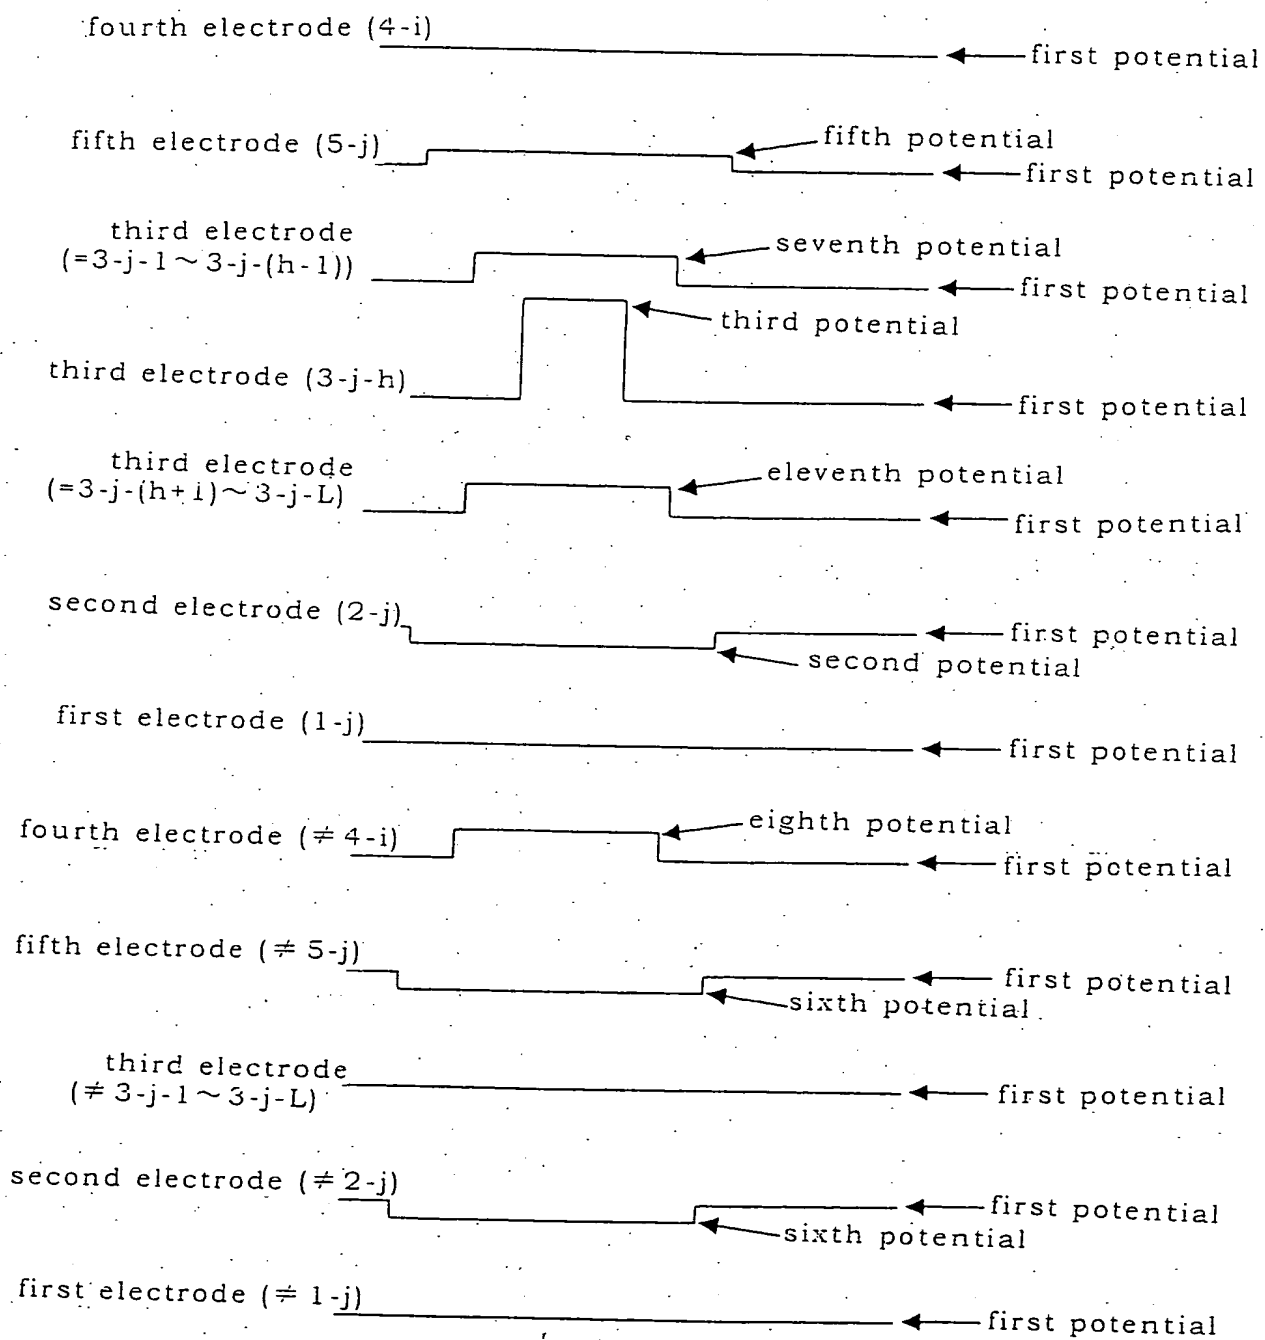 fourth electrode (4-i)
first potential
fifth electrode (5-j)
fifth potential
first potential
third electrode
(=3-j-1~3-j-(h-1))
seventh potential
first potential
third potential
third electrode (3-j-h)
first potential
third electrode
(=3-j-(h+1)~3-j-L)
eleventh potential
first potential
second electrode (2-j)
first potential
second potential
first electrode (1-j)
first potential
fourth electrode (≠4-i)
eighth potential
first potential
fifth electrode (≠5-j)
first potential
sixth potential
third electrode
(≠3-j-1~3-j-L)
first potential
second electrode (≠2-j)
first potential
sixth potential
first electrode (≠1-j)
first potential